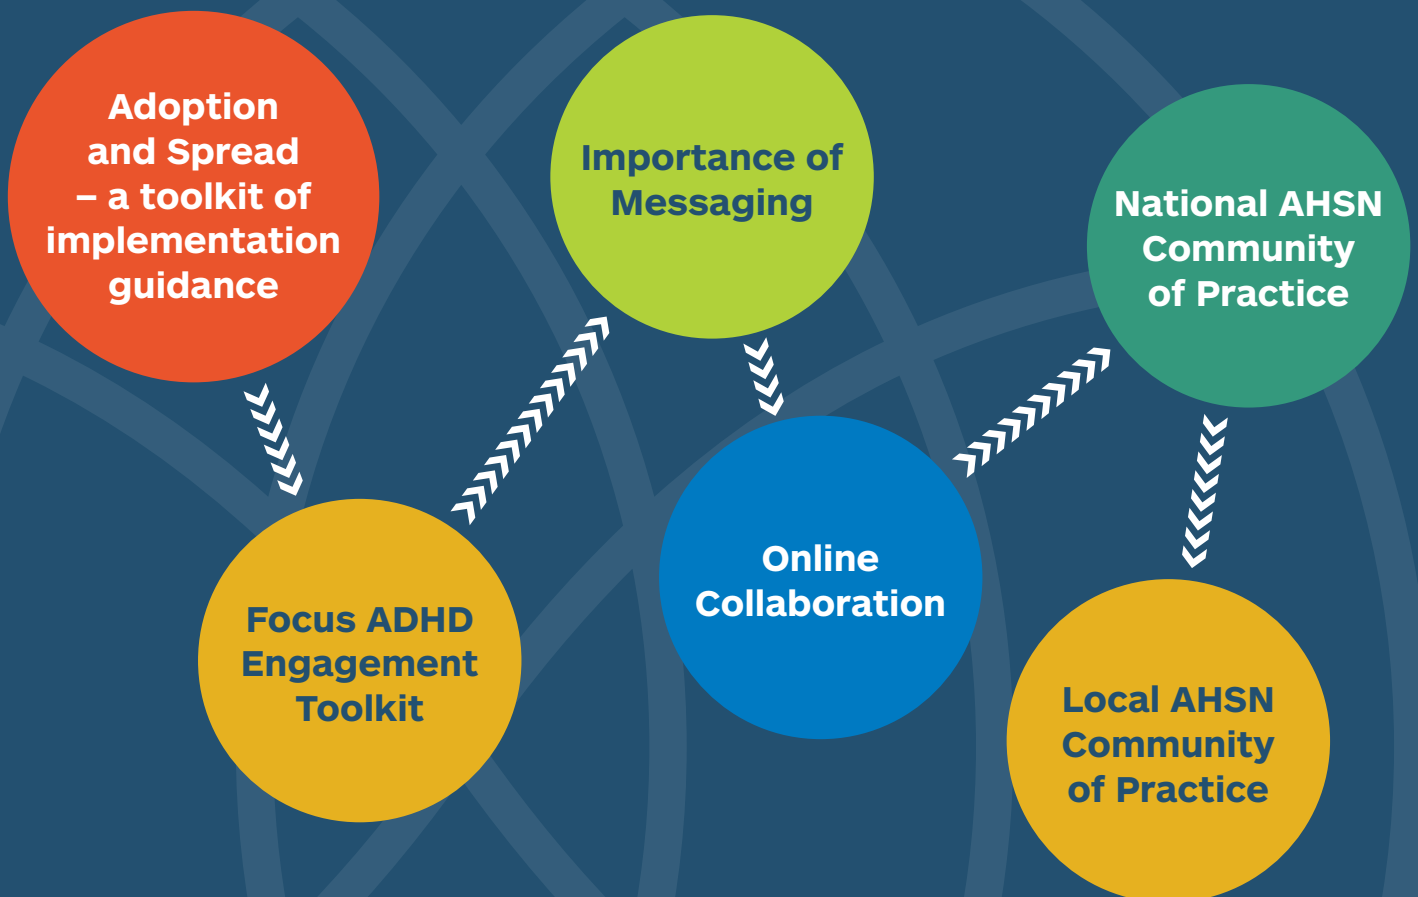 Adoption
and Spread
– a toolkit of
implementation
guidance
Focus ADHD
Engagement
Toolkit
Importance of
Messaging
Online
Collaboration
National AHSN
Community
of Practice
Local AHSN
Community
of Practice